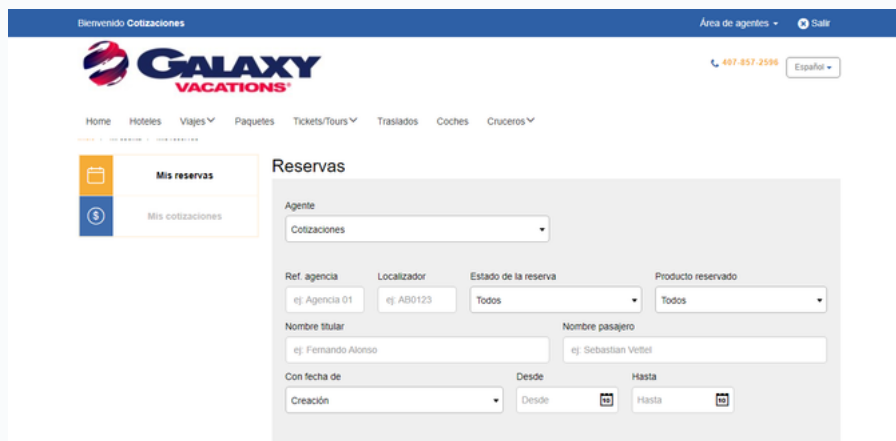 Bienvenido Cotizaciones
Área de agentes
Salir
GALAXY
VACATIONS®
407-857-2596
Español
Home Hoteles Viajes Paquetes Tickets/Tours Traslados Coches Cruceros
Mis reservas
Mis cotizaciones
Reservas
Agente
Cotizaciones
Ref. agencia Localizador Estado de la reserva Producto reservado
ej: Agencia 01 ej: AB0123 Todos Todos
Nombre titular Nombre pasajero
ej: Fernando Alonso ej: Sebastian Vettel
Con fecha de Desde Hasta
Creación Desde 10 Hasta 10